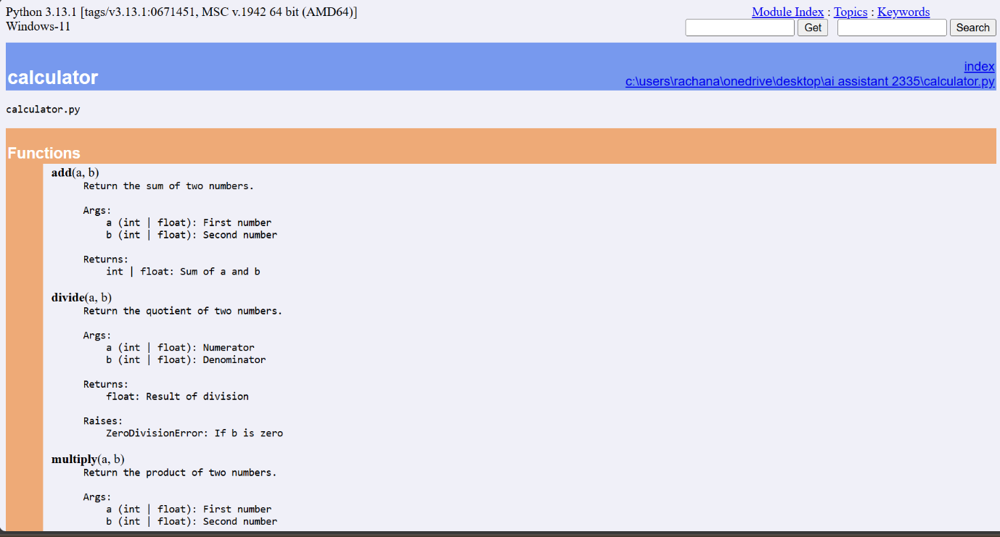 Python 3.13.1 [tags/v3.13.1:0671451, MSC v.1942 64 bit (AMD64)]
Windows-11
Module Index : Topics : Keywords
Get Search
calculator
index
c:\users\rachana\onedrive\desktop\ai assistant 2335\calculator.py
calculator.py
Functions
add(a, b)
Return the sum of two numbers.
Args:
a (int | float): First number
b (int | float): Second number
Returns:
int | float: Sum of a and b
divide(a, b)
Return the quotient of two numbers.
Args:
a (int | float): Numerator
b (int | float): Denominator
Returns:
float: Result of division
Raises:
ZeroDivisionError: If b is zero
multiply(a, b)
Return the product of two numbers.
Args:
a (int | float): First number
b (int | float): Second number